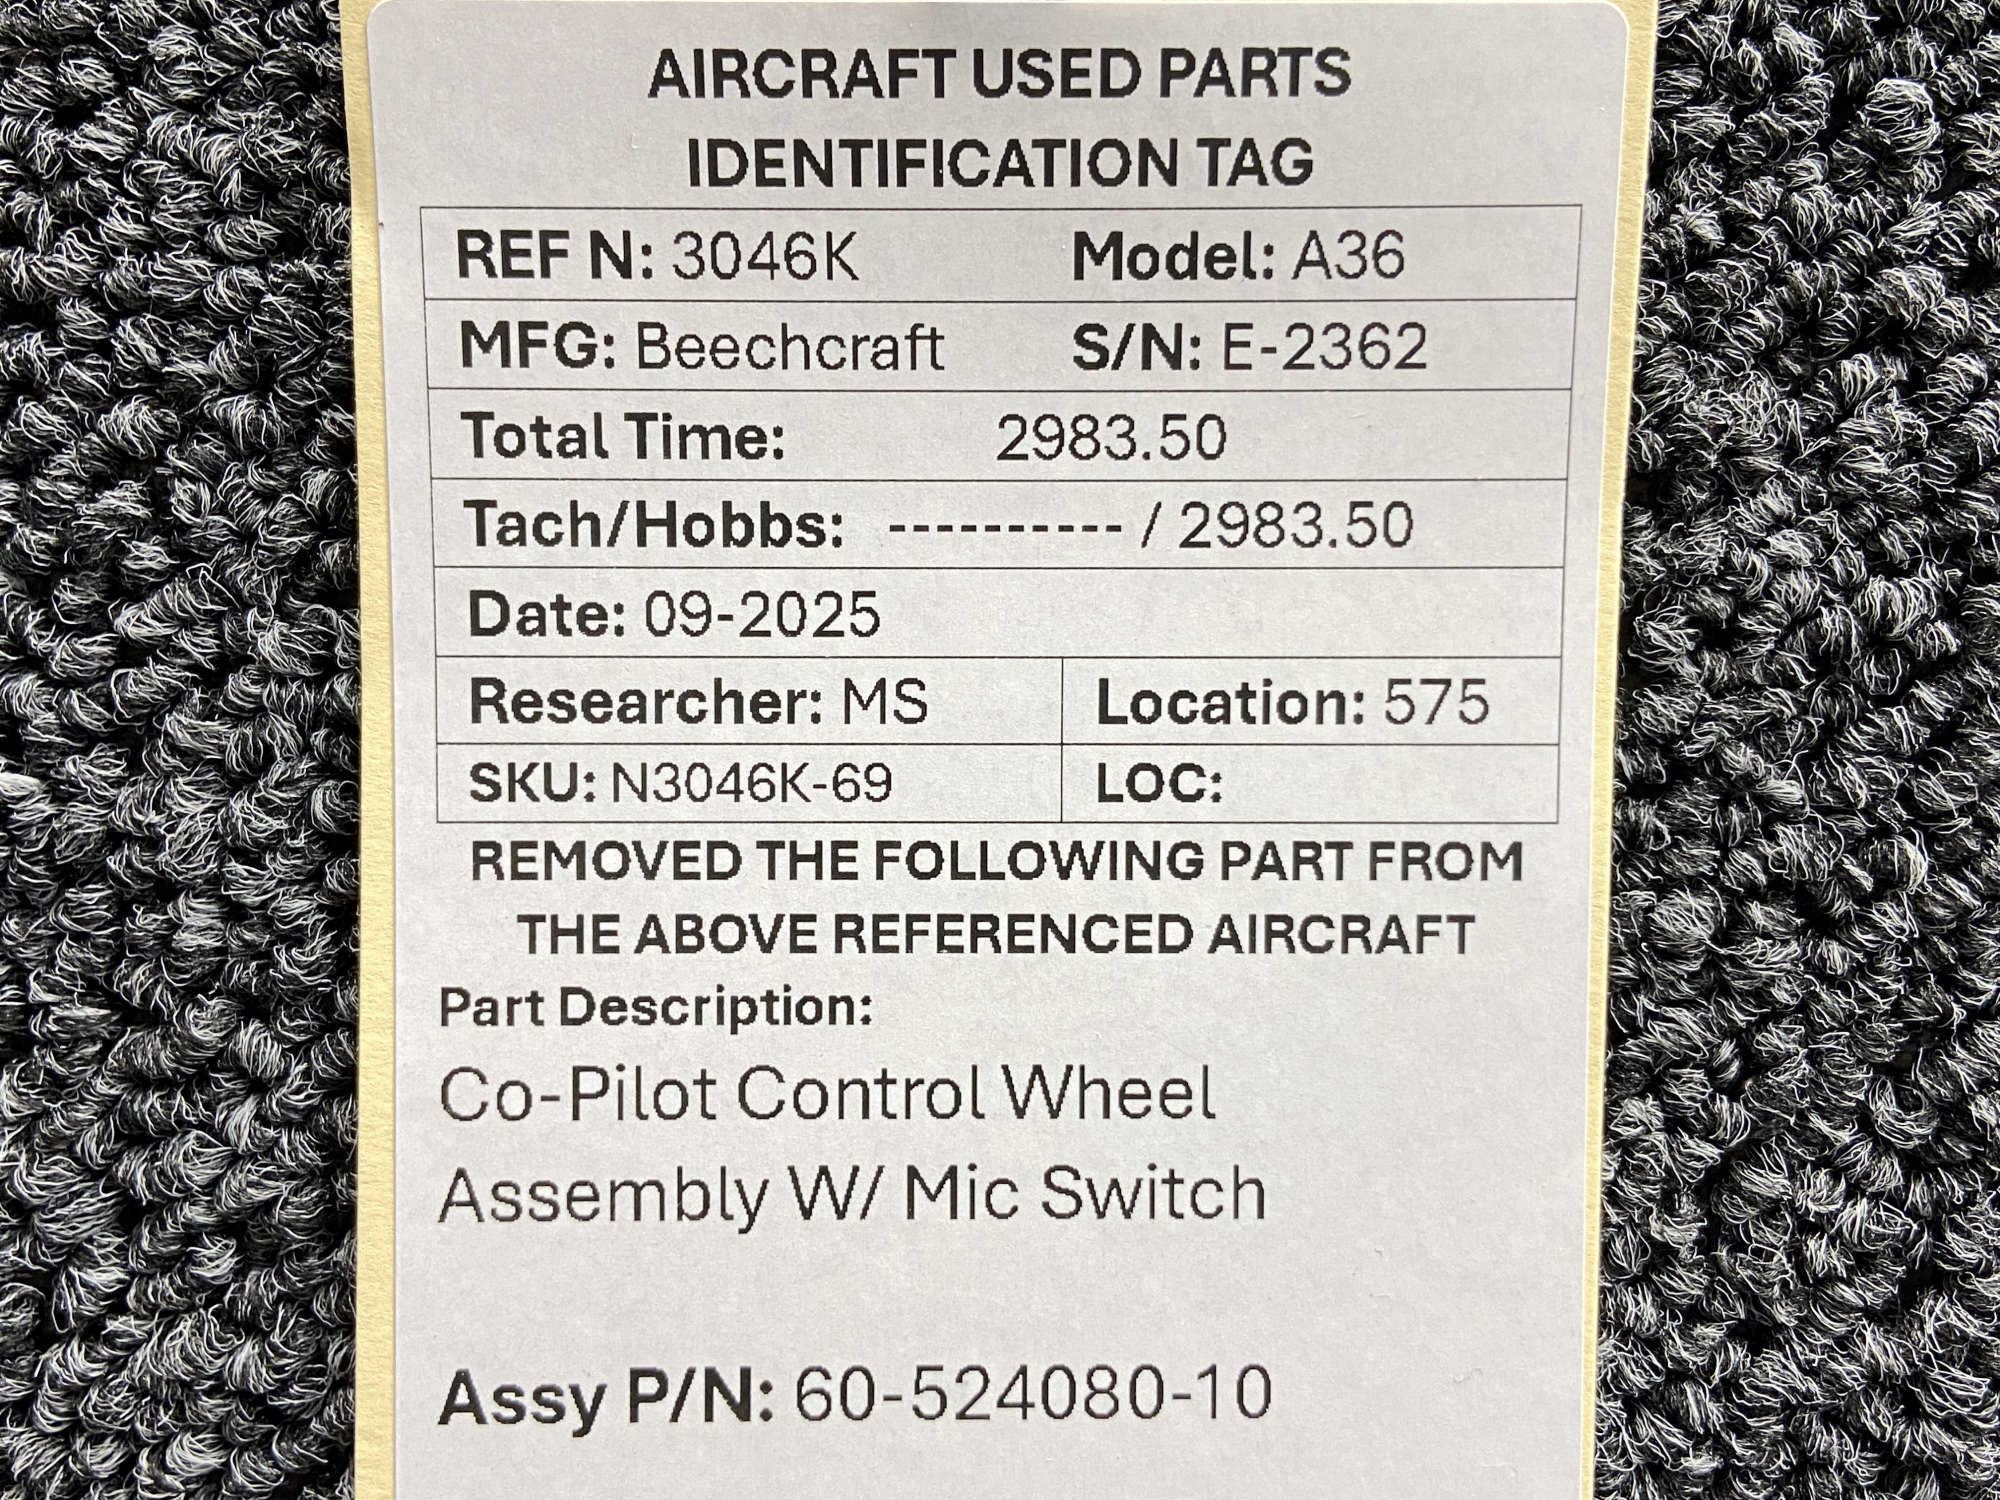 AIRCRAFT USED PARTS
IDENTIFICATION TAG
REF N: 3046K Model: A36
MFG: Beechcraft S/N: E-2362
Total Time: 2983.50
Tach/Hobbs: ---------- / 2983.50
Date: 09-2025
Researcher: MS Location: 575
SKU: N3046K-69 LOC:
REMOVED THE FOLLOWING PART FROM
THE ABOVE REFERENCED AIRCRAFT
Part Description:
Co-Pilot Control Wheel
Assembly W/ Mic Switch
Assy P/N: 60-524080-10